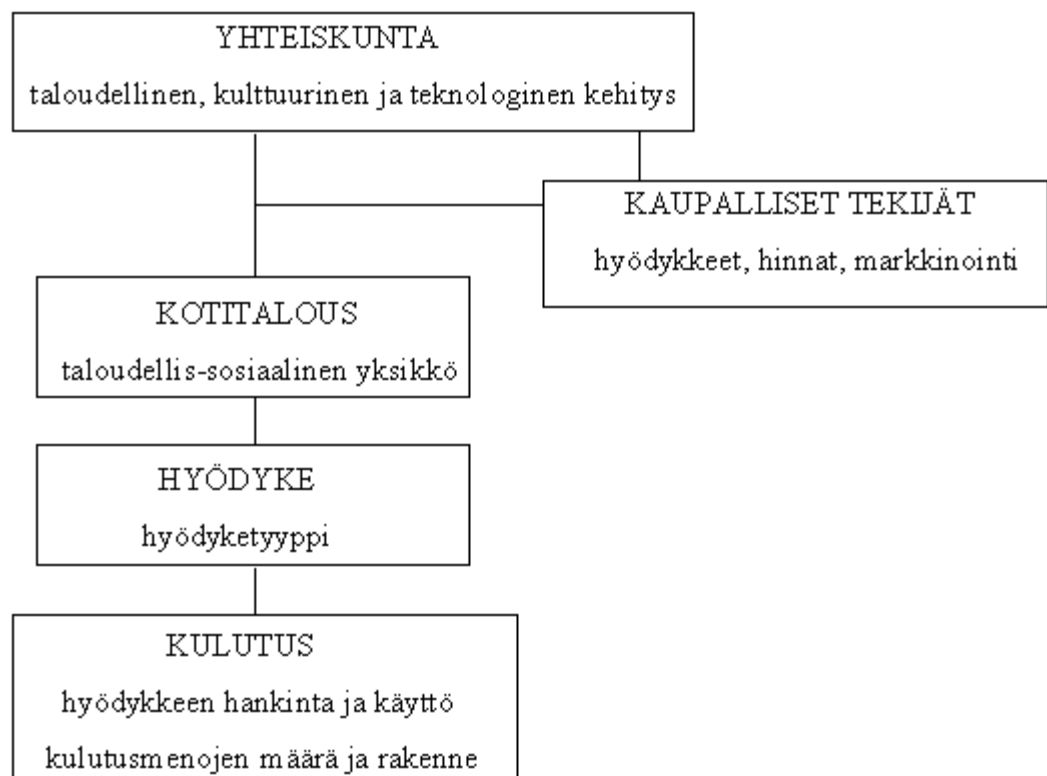 YHTEISKUNTA
taloudellinen, kulttuurinen ja teknologinen kehitys
KAUPALLISET TEKIJÄT
hyödykkeet, hinnat, markkinointi
KOTITALOUS
taloudellis-sosiaalinen yksikkö
HYÖDYKE
hyödyketyyppi
KULUTUS
hyödykkeen hankinta ja käyttö
kulutusmenojen määrä ja rakenne